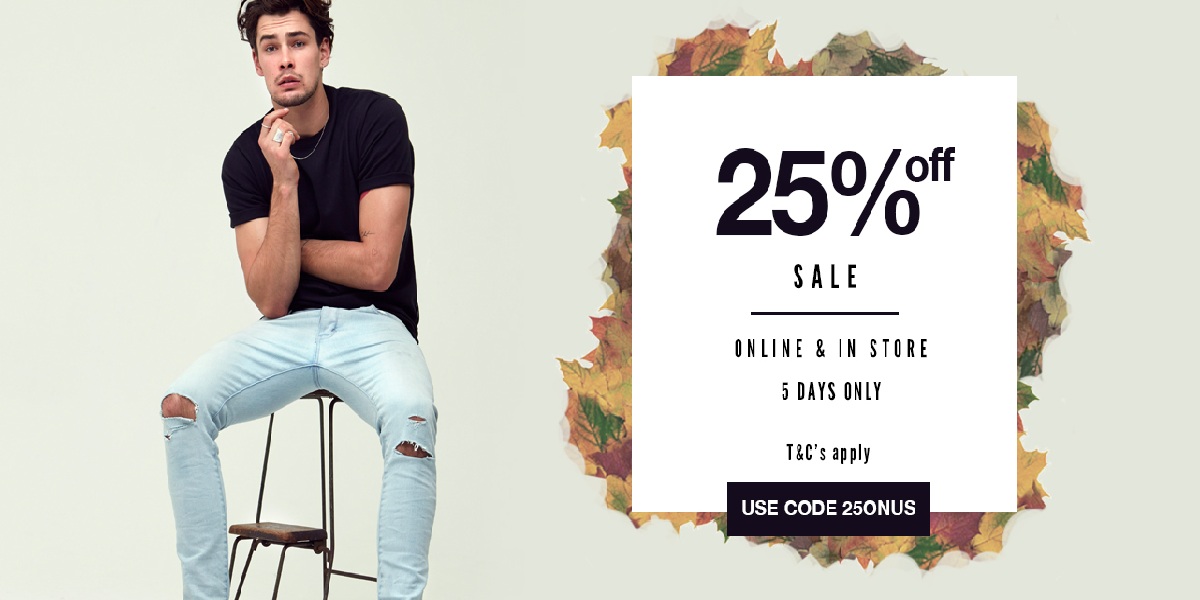 25%off
SALE
ONLINE & IN STORE
5 DAYS ONLY
T&C's apply
USE CODE 25ONUS